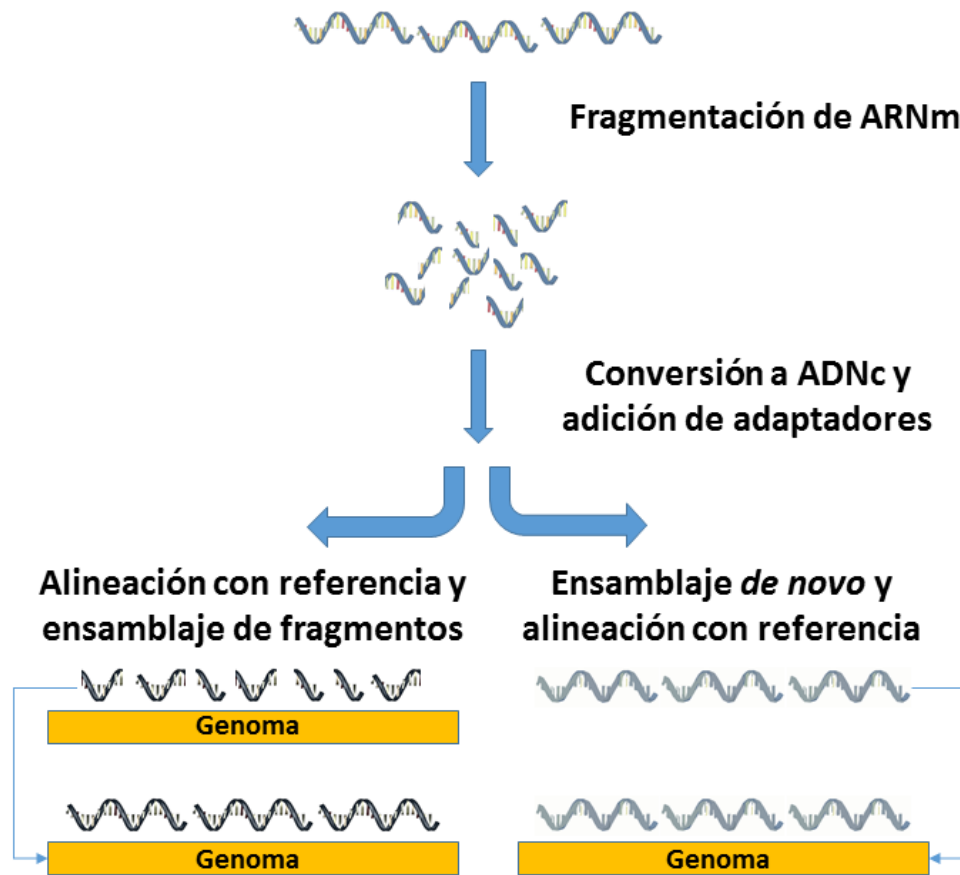 Fragmentación de ARNm
Conversión a ADNc y
adición de adaptadores
Alineación con referencia y
ensamblaje de fragmentos
Ensamblaje de novo y
alineación con referencia
Genoma
Genoma
Genoma